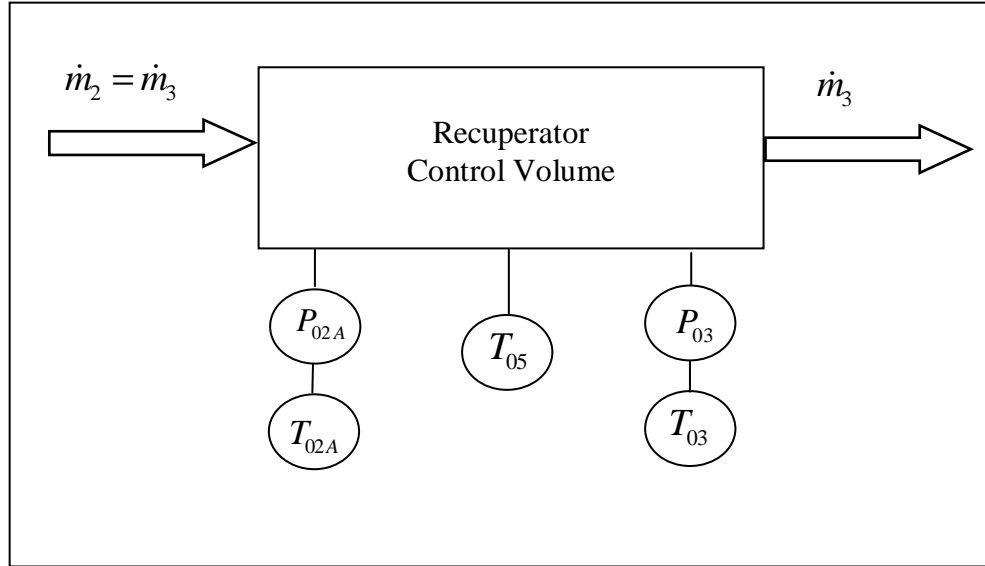 ṁ₂ = ṁ₃
ṁ₃
Recuperator
Control Volume
P₀₂A
T₀₅
P₀₃
T₀₂A
T₀₃